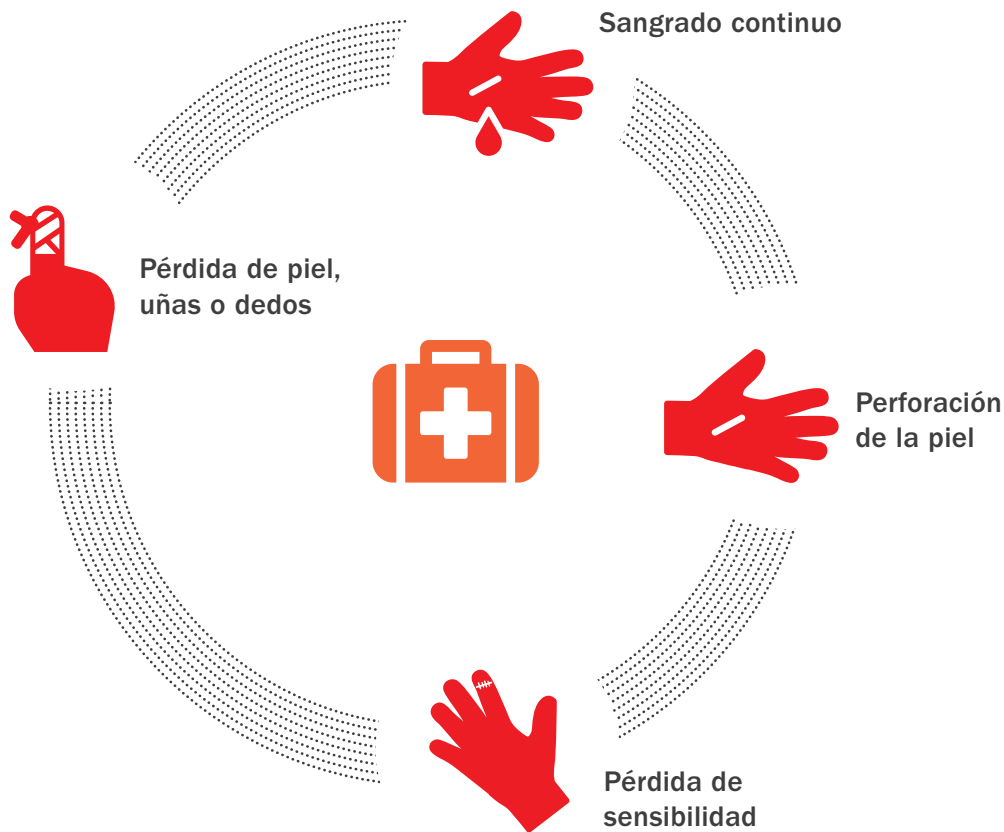 Sangrado continuo
Pérdida de piel,
uñas o dedos
Perforación
de la piel
Pérdida de
sensibilidad